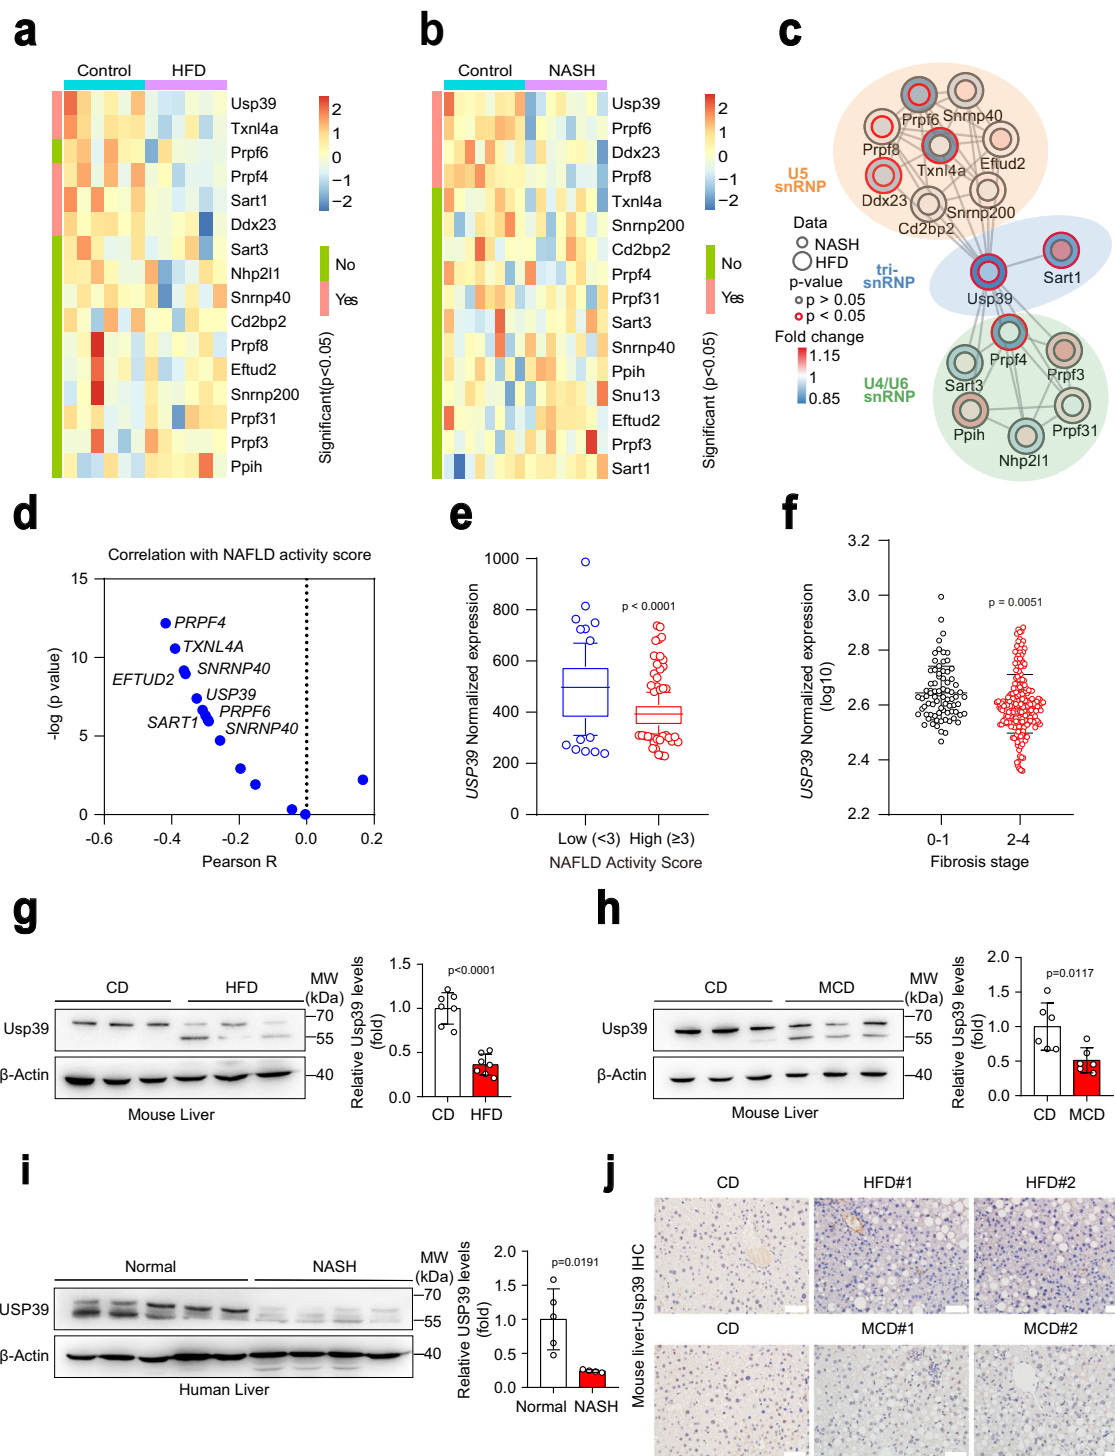 a
Control HFD
Usp39
Txnl4a
Prpf6
Prpf4
Sart1
Ddx23
Sart3
Nhp2l1
Snrnp40
Cd2bp2
Prpf8
Eftud2
Snrnp200
Prpf31
Prpf3
Ppih
2
1
0
−1
−2
No
Yes
Significant(p<0.05)
b
Control NASH
Usp39
Prpf6
Ddx23
Prpf8
Txnl4a
Snrnp200
Cd2bp2
Prpf4
Prpf31
Sart3
Snrnp40
Ppih
Snu13
Eftud2
Prpf3
Sart1
2
1
0
−1
−2
No
Yes
Significant (p<0.05)
c
Prpf6 Snrnp40
Prpf8
Txnl4a
Eftud2
Ddx23
Snrnp200
Cd2bp2
U5
snRNP
Data
NASH
HFD
p-value
p > 0.05
p < 0.05
Fold change
1.15
1
0.85
tri-
snRNP
Usp39
Sart1
Prpf4
Prpf3
Sart3
U4/U6
snRNP
Ppih
Prpf31
Nhp2l1
d
Correlation with NAFLD activity score
-log (p value)
15
10
5
0
PRPF4
TXNL4A
SNRNP40
EFTUD2
USP39
PRPF6
SART1
SNRNP40
-0.6 -0.4 -0.2 0.0 0.2
Pearson R
e
USP39 Normalized expression
1000
800
600
400
200
0
p < 0.0001
Low (<3) High (≥3)
NAFLD Activity Score
f
USP39 Normalized expression
(log10)
3.2
3.0
2.8
2.6
2.4
2.2
p = 0.0051
0-1 2-4
Fibrosis stage
g
CD HFD
MW
(kDa)
Usp39
70
55
β-Actin
40
Mouse Liver
Relative Usp39 levels
(fold)
1.5
1.0
0.5
0.0
p<0.0001
CD HFD
h
CD MCD
MW
(kDa)
Usp39
70
55
β-Actin
40
Mouse Liver
Relative Usp39 levels
(fold)
2.0
1.5
1.0
0.5
0.0
p=0.0117
CD MCD
i
Normal NASH
MW
(kDa)
USP39
70
55
β-Actin
40
Human Liver
Relative USP39 levels
(fold)
2.0
1.5
1.0
0.5
0.0
p=0.0191
Normal NASH
j
Mouse liver-Usp39 IHC
CD HFD#1 HFD#2
CD MCD#1 MCD#2